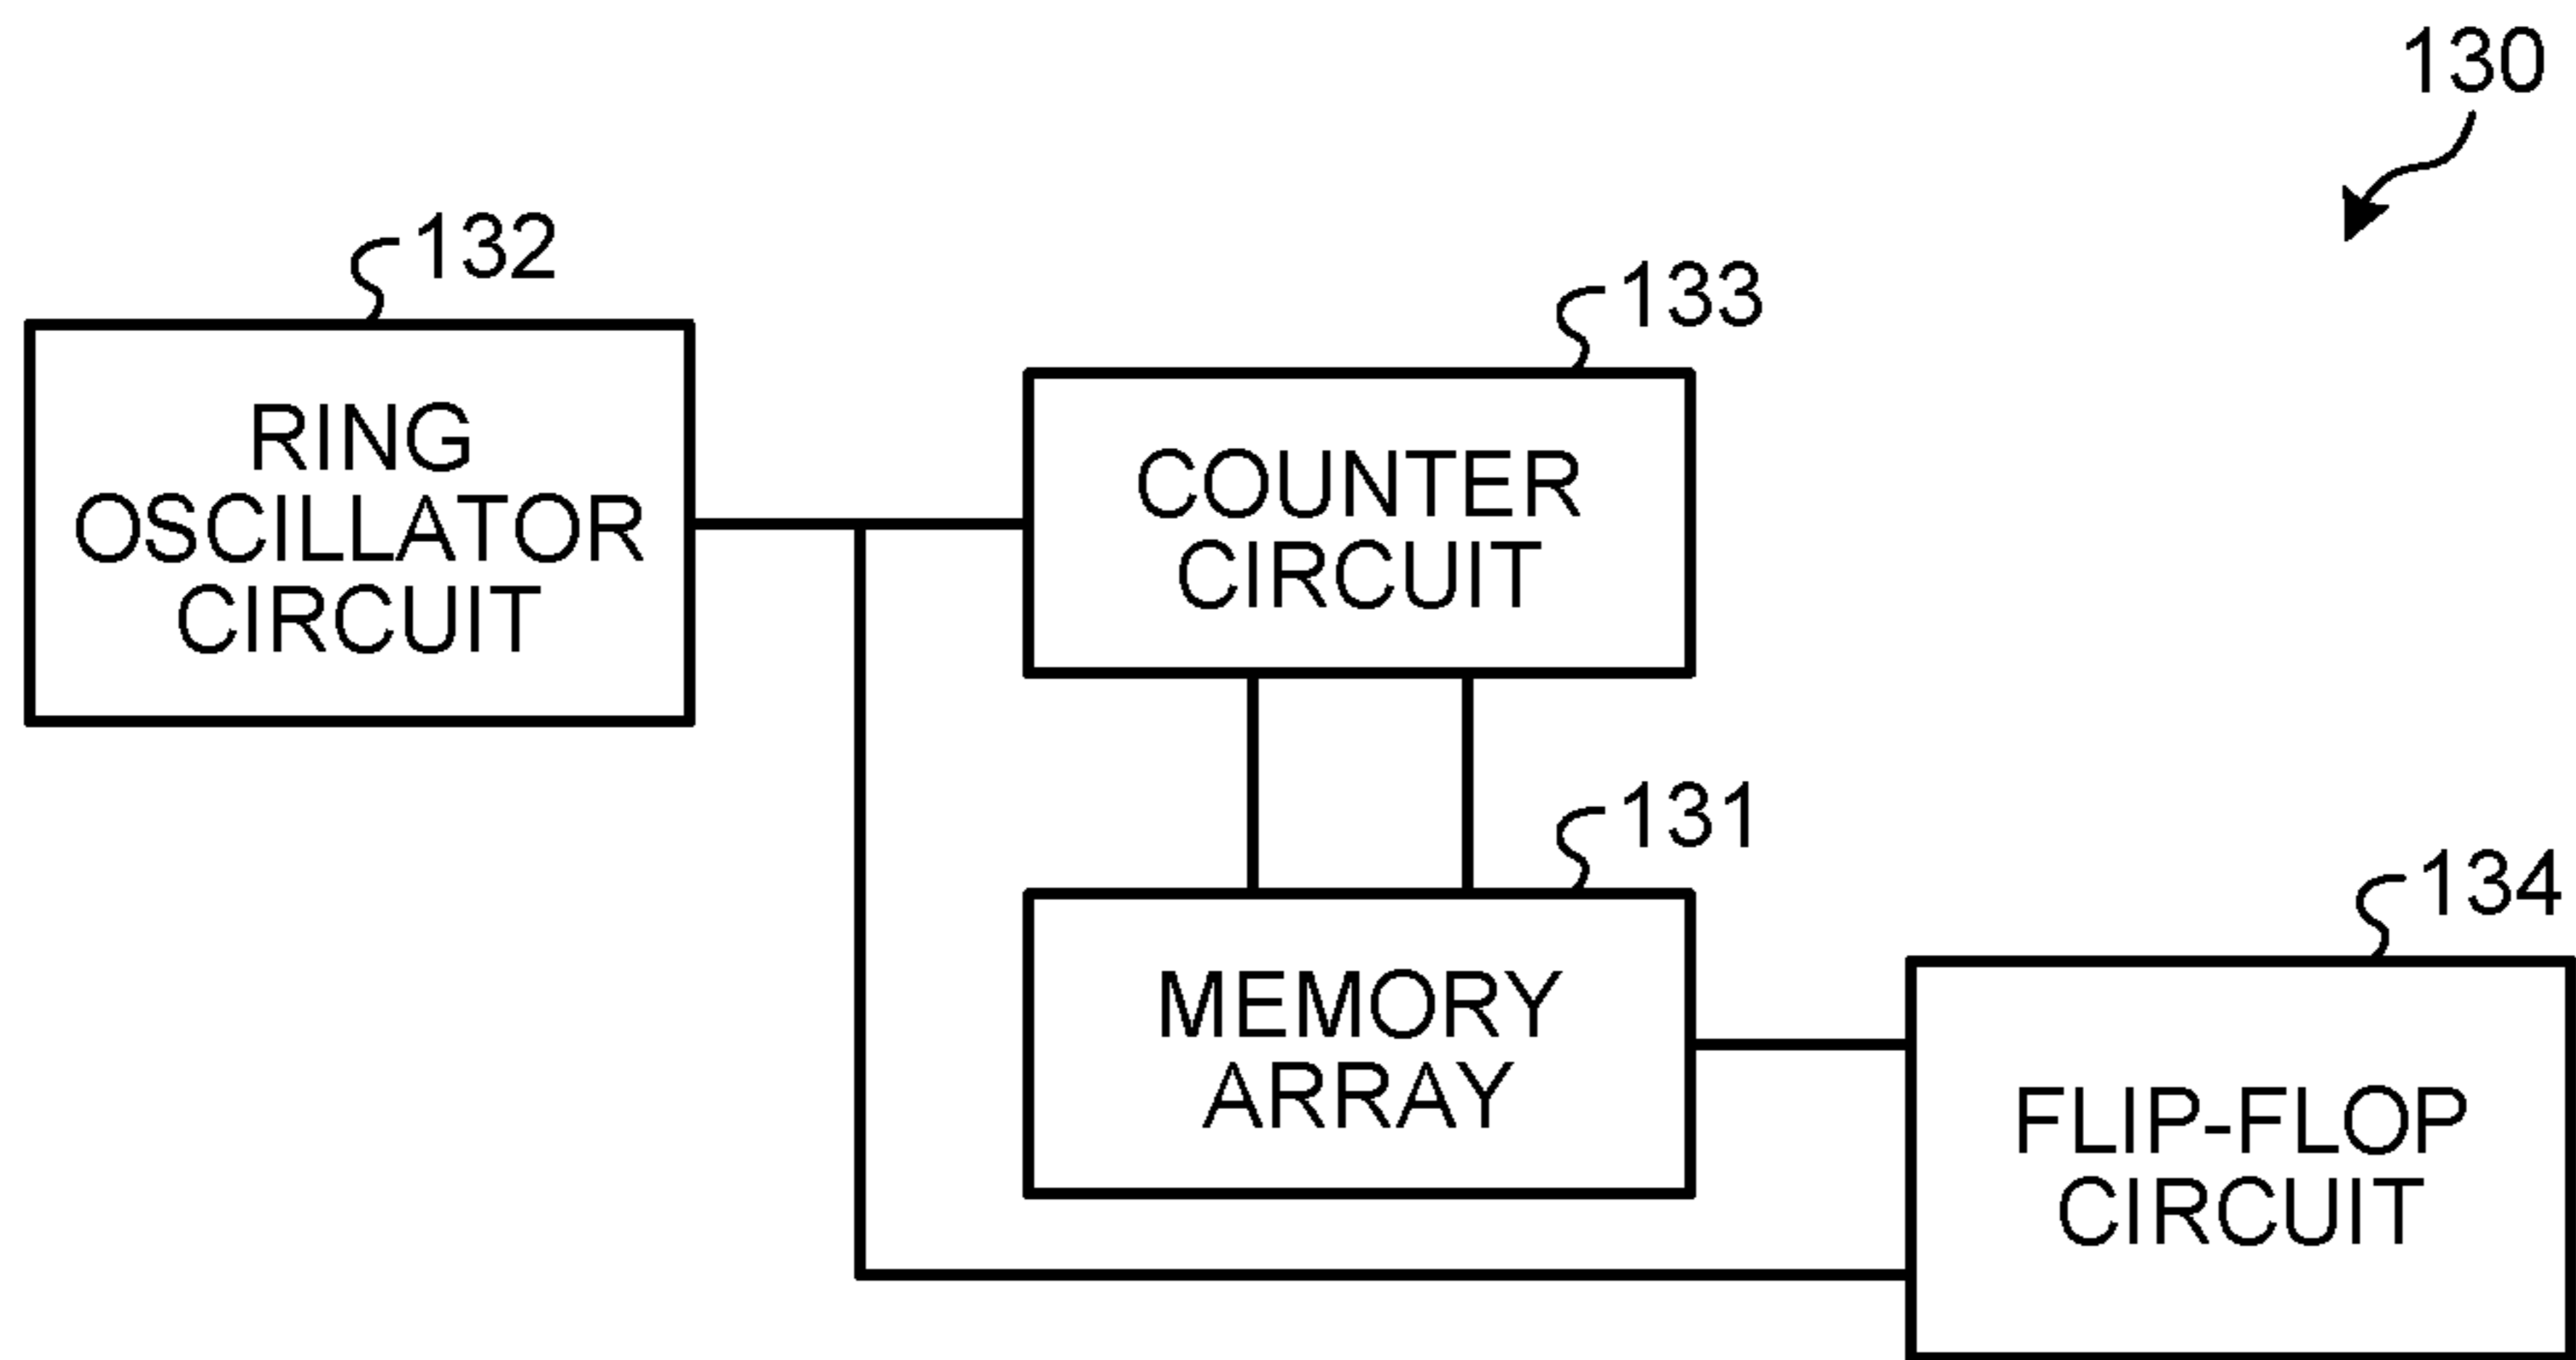 130
132
RING
OSCILLATOR
CIRCUIT
133
COUNTER
CIRCUIT
131
MEMORY
ARRAY
134
FLIP-FLOP
CIRCUIT